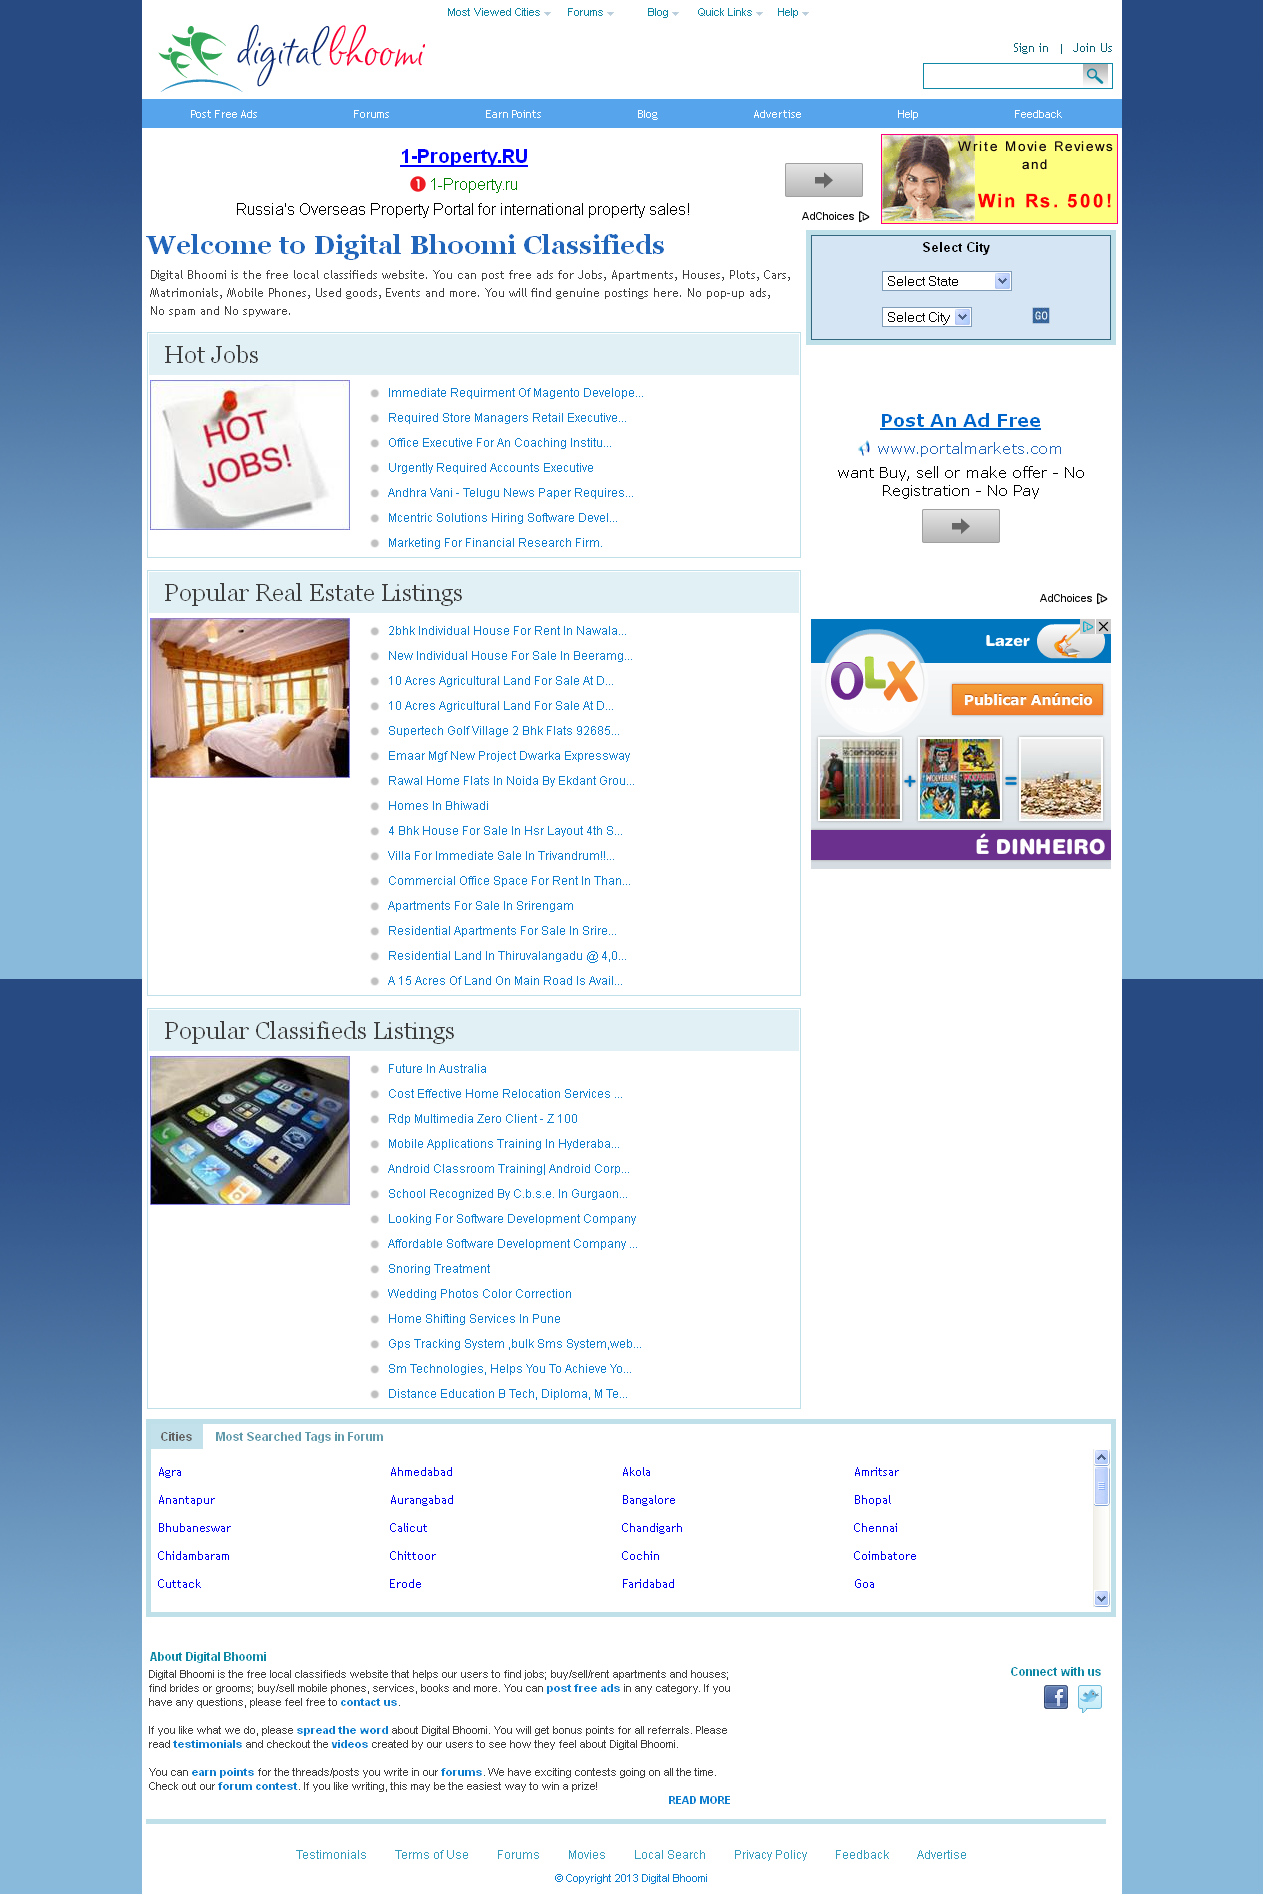 Most Viewed Cities Forums Blog Quick Links Help
digitalbhoomi
Sign in | Join Us
Post Free Ads Forums Earn Points Blog Advertise Help Feedback
1-Property.RU
1-Property.ru
Russia's Overseas Property Portal for international property sales!
AdChoices
Write Movie Reviews
and
Win Rs. 500!
Welcome to Digital Bhoomi Classifieds
Digital Bhoomi is the free local classifieds website. You can post free ads for Jobs, Apartments, Houses, Plots, Cars,
Matrimonials, Mobile Phones, Used goods, Events and more. You will find genuine postings here. No pop-up ads,
No spam and No spyware.
Select City
Select State
Select City GO
Hot Jobs
HOT
JOBS!
Immediate Requirment Of Magento Develope...
Required Store Managers Retail Executive...
Office Executive For An Coaching Institu...
Urgently Required Accounts Executive
Andhra Vani - Telugu News Paper Requires...
Mcentric Solutions Hiring Software Devel...
Marketing For Financial Research Firm.
Post An Ad Free
www.portalmarkets.com
want Buy, sell or make offer - No
Registration - No Pay
AdChoices
Popular Real Estate Listings
2bhk Individual House For Rent In Nawala...
New Individual House For Sale In Beeramg...
10 Acres Agricultural Land For Sale At D...
10 Acres Agricultural Land For Sale At D...
Supertech Golf Village 2 Bhk Flats 92685...
Emaar Mgf New Project Dwarka Expressway
Rawal Home Flats In Noida By Ekdant Grou...
Homes In Bhiwadi
4 Bhk House For Sale In Hsr Layout 4th S...
Villa For Immediate Sale In Trivandrum!!...
Commercial Office Space For Rent In Than...
Apartments For Sale In Srirengam
Residential Apartments For Sale In Srire...
Residential Land In Thiruvalangadu @ 4,0...
A 15 Acres Of Land On Main Road Is Avail...
Lazer
OLX
Publicar Anúncio
WOLVERINE
+ =
É DINHEIRO
Popular Classifieds Listings
Future In Australia
Cost Effective Home Relocation Services ...
Rdp Multimedia Zero Client - Z 100
Mobile Applications Training In Hyderaba...
Android Classroom Training| Android Corp...
School Recognized By C.b.s.e. In Gurgaon...
Looking For Software Development Company
Affordable Software Development Company ...
Snoring Treatment
Wedding Photos Color Correction
Home Shifting Services In Pune
Gps Tracking System ,bulk Sms System,web...
Sm Technologies, Helps You To Achieve Yo...
Distance Education B Tech, Diploma, M Te...
Cities Most Searched Tags in Forum
Agra Ahmedabad Akola Amritsar
Anantapur Aurangabad Bangalore Bhopal
Bhubaneswar Calicut Chandigarh Chennai
Chidambaram Chittoor Cochin Coimbatore
Cuttack Erode Faridabad Goa
About Digital Bhoomi
Digital Bhoomi is the free local classifieds website that helps our users to find jobs; buy/sell/rent apartments and houses;
find brides or grooms; buy/sell mobile phones, services, books and more. You can post free ads in any category. If you
have any questions, please feel free to contact us.
If you like what we do, please spread the word about Digital Bhoomi. You will get bonus points for all referrals. Please
read testimonials and checkout the videos created by our users to see how they feel about Digital Bhoomi.
You can earn points for the threads/posts you write in our forums. We have exciting contests going on all the time.
Check out our forum contest. If you like writing, this may be the easiest way to win a prize!
READ MORE
Connect with us
Testimonials Terms of Use Forums Movies Local Search Privacy Policy Feedback Advertise
© Copyright 2013 Digital Bhoomi